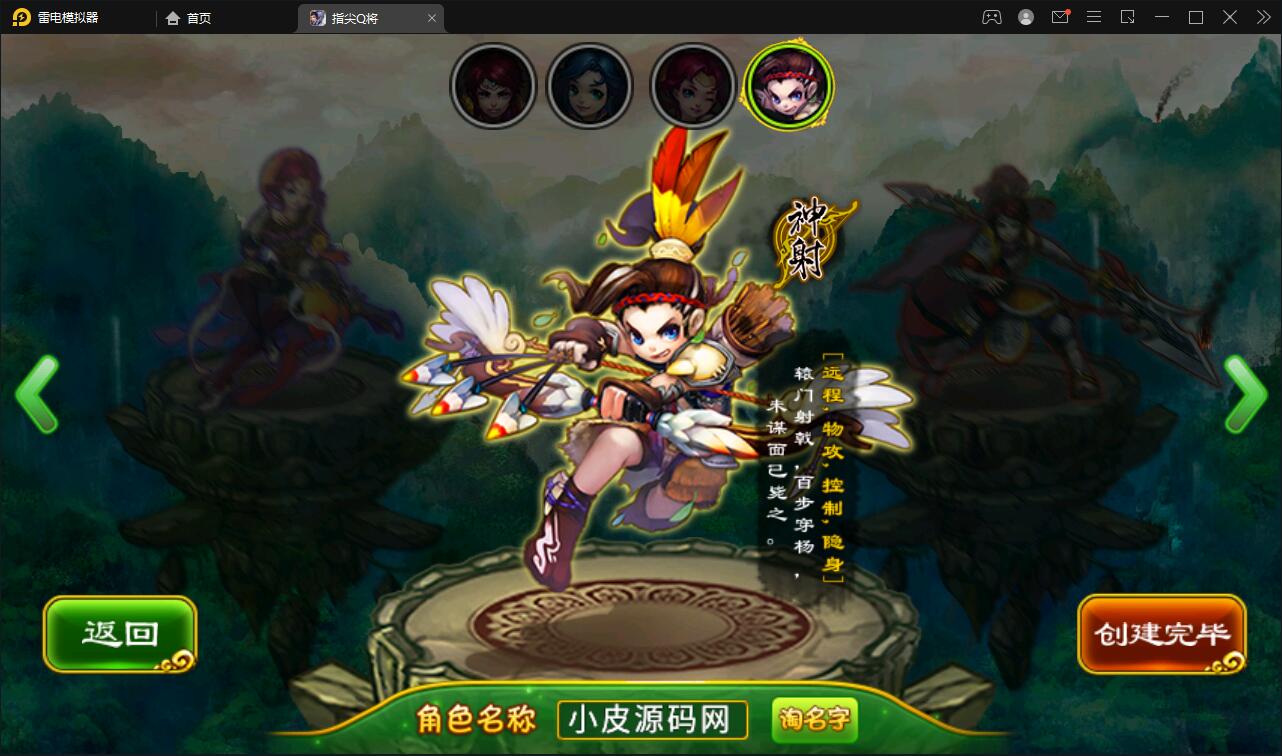 雷电模拟器
首页
指尖Q将
神射
[远程,物攻,控制,隐身]
辕门射戟,百步穿杨,
未谋面已毙之。
返回
创建完毕
角色名称
小皮源码网
淘名字